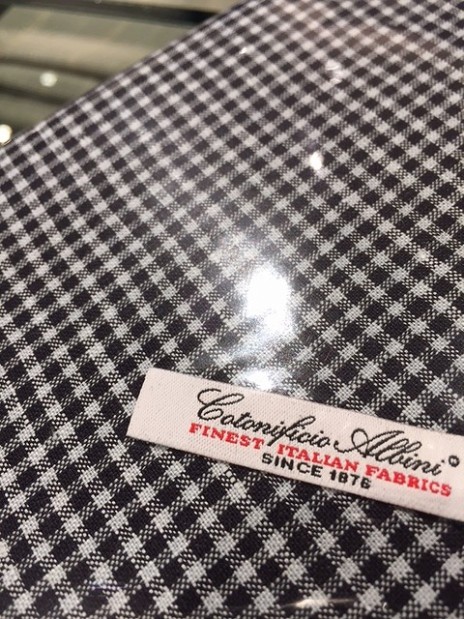 Cotonificio Albini®
FINEST ITALIAN FABRICS
SINCE 1876